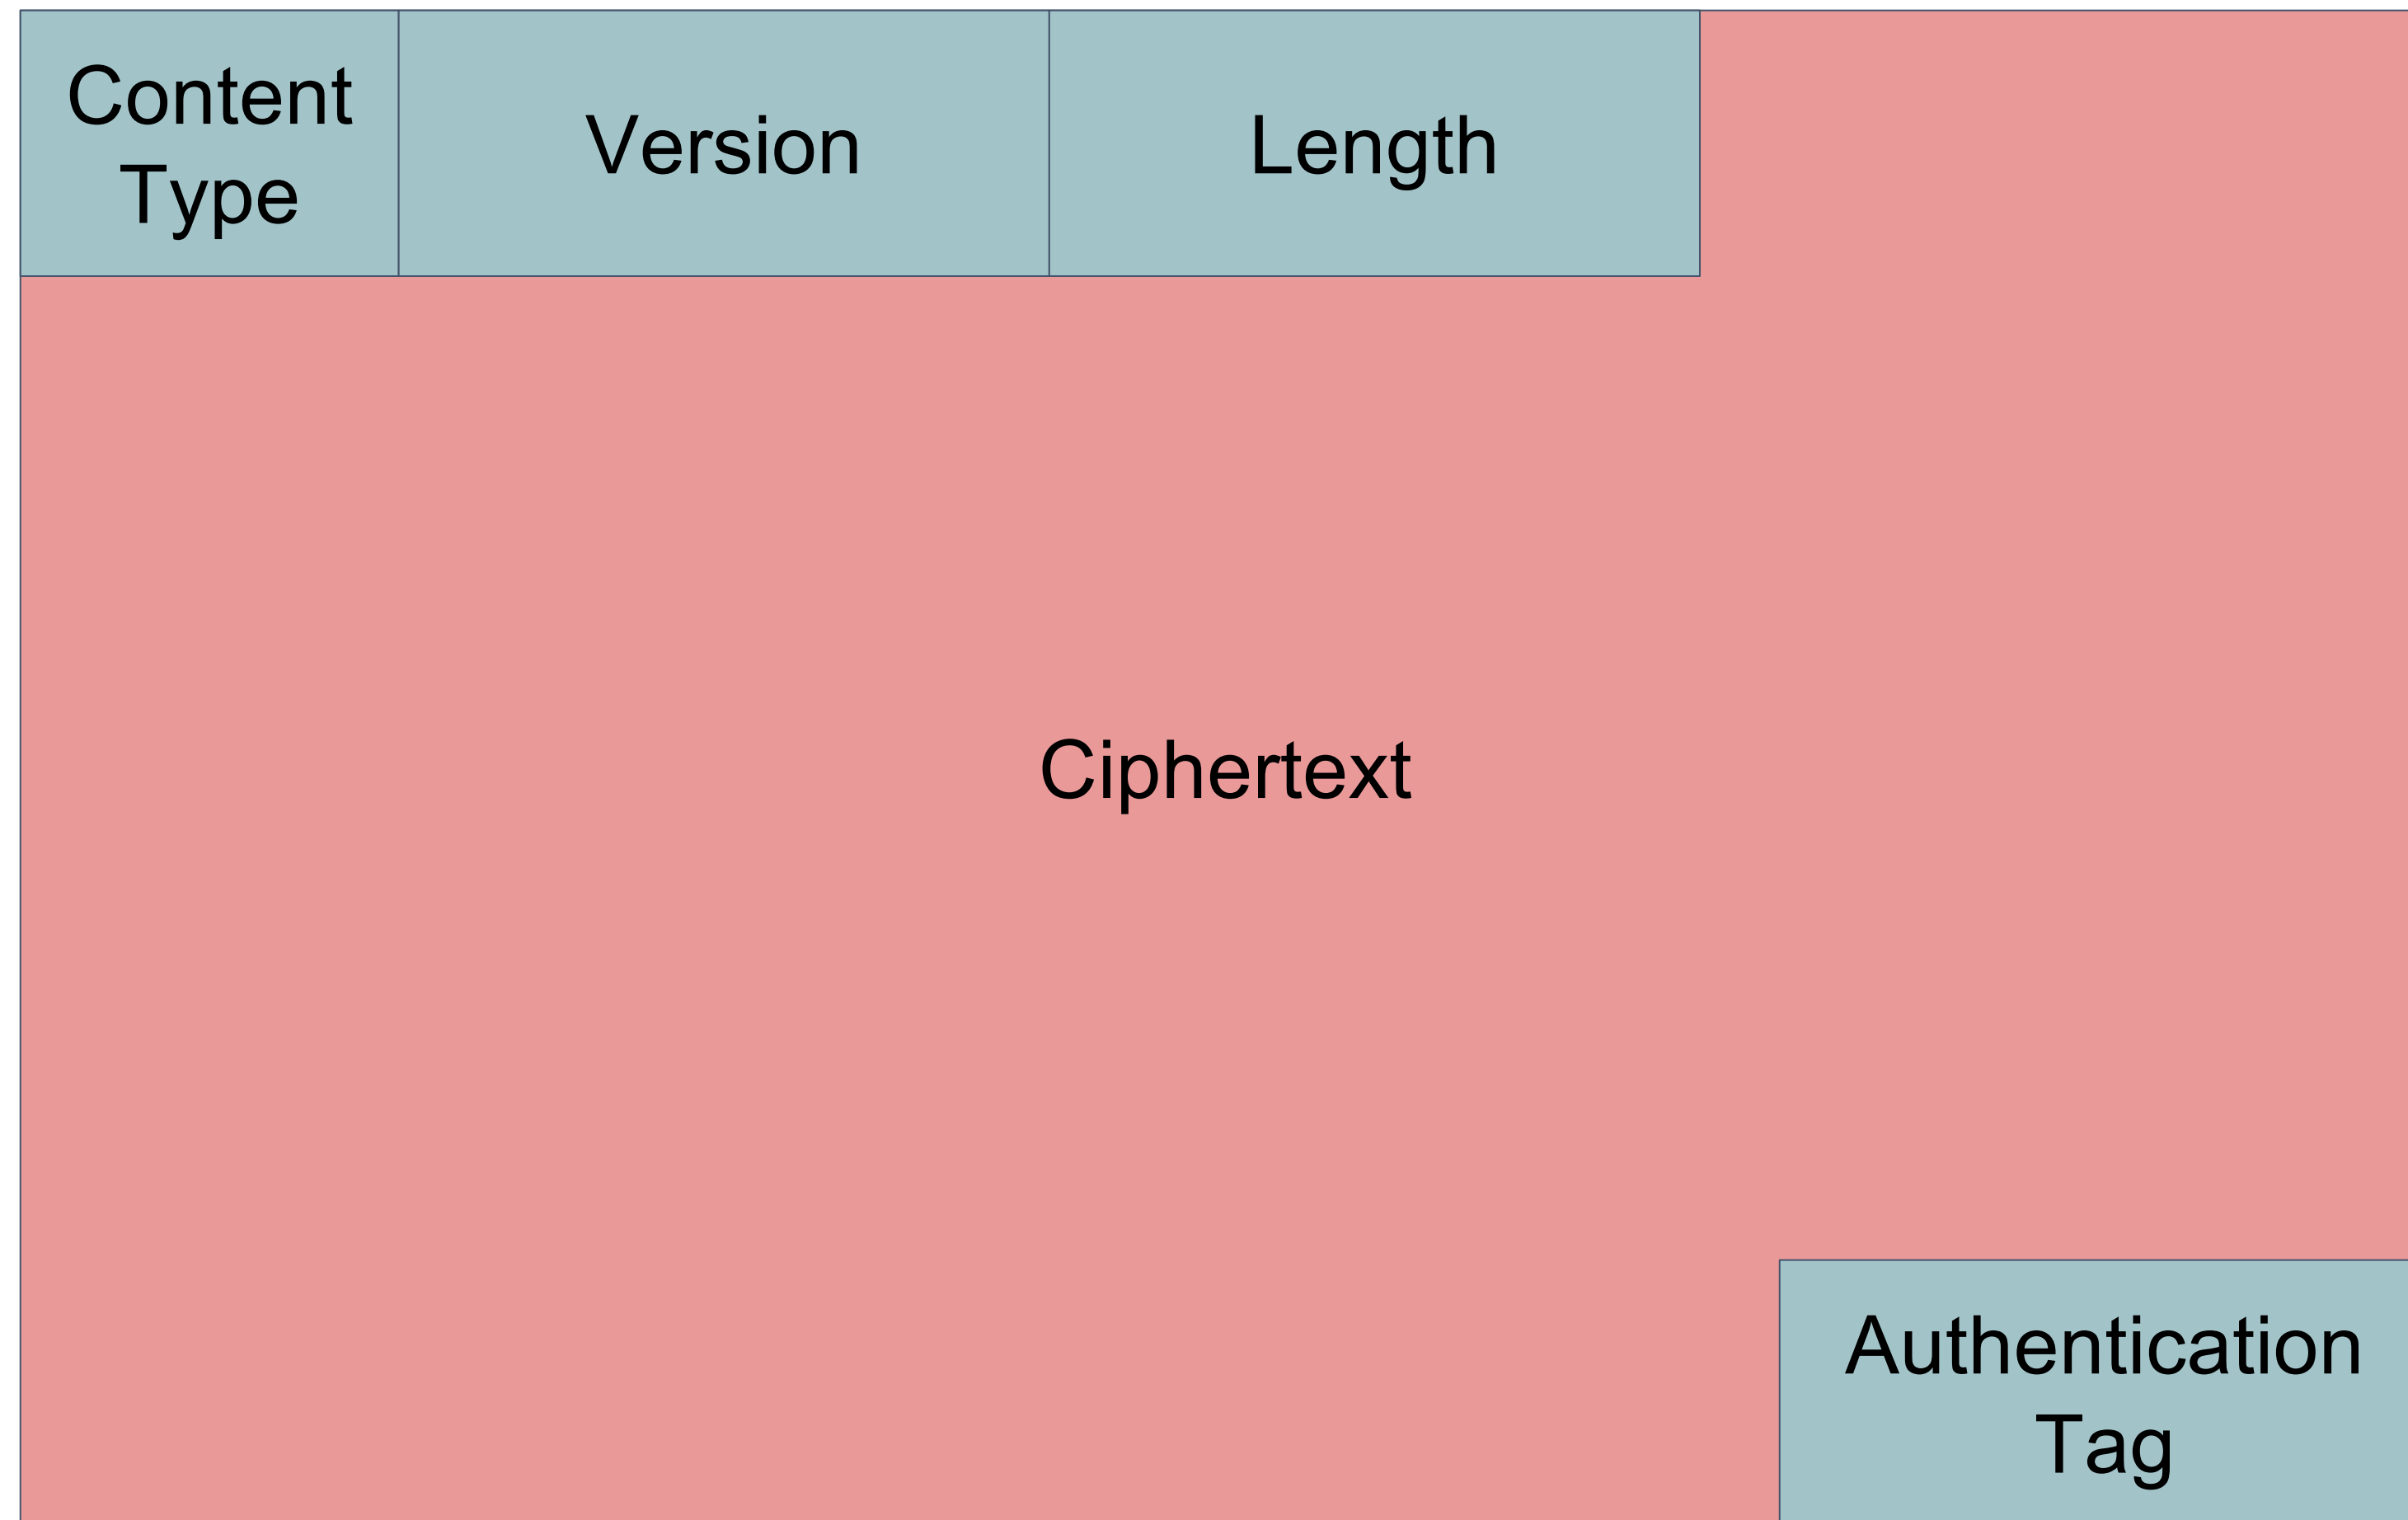 Content
Type
Version
Length
Ciphertext
Authentication
Tag